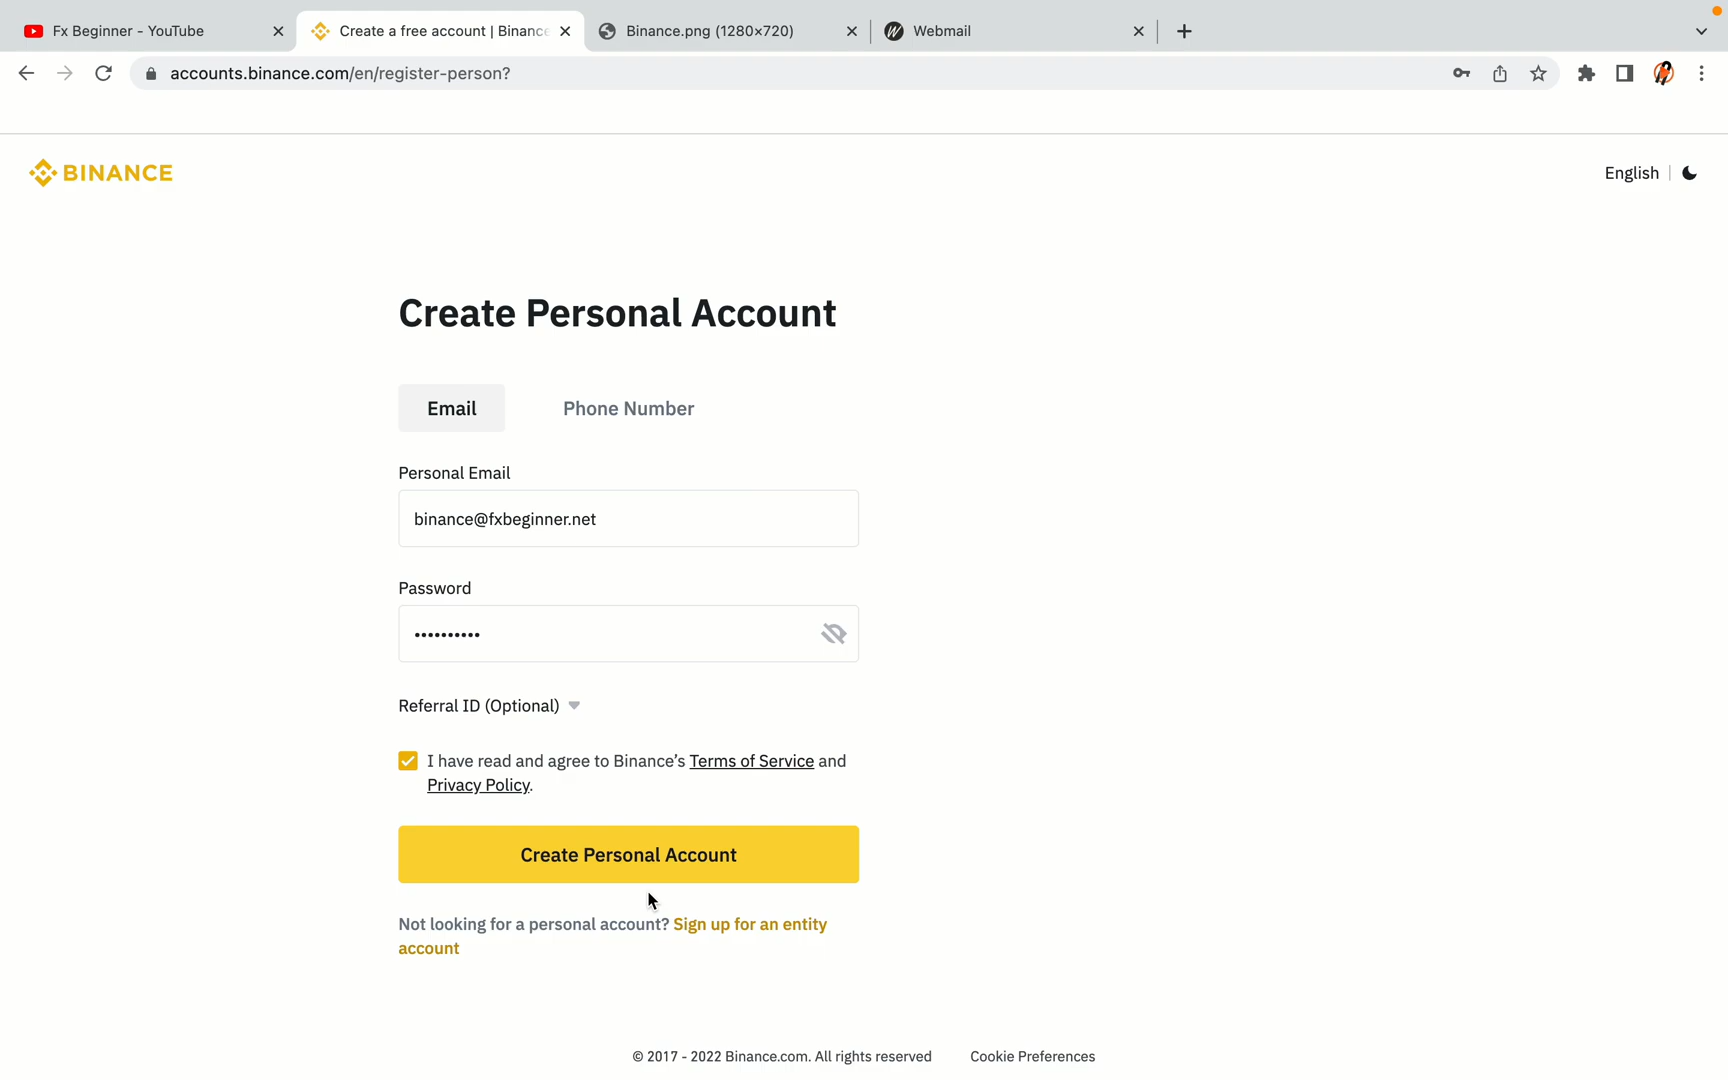 Fx Beginner - YouTube
Create a free account | Binance
Binance.png (1280×720)
Webmail
accounts.binance.com/en/register-person?
BINANCE
English
Create Personal Account
Email
Phone Number
Personal Email
binance@fxbeginner.net
Password
••••••••••
Referral ID (Optional)
I have read and agree to Binance’s Terms of Service and
Privacy Policy.
Create Personal Account
Not looking for a personal account? Sign up for an entity
account
© 2017 - 2022 Binance.com. All rights reserved
Cookie Preferences